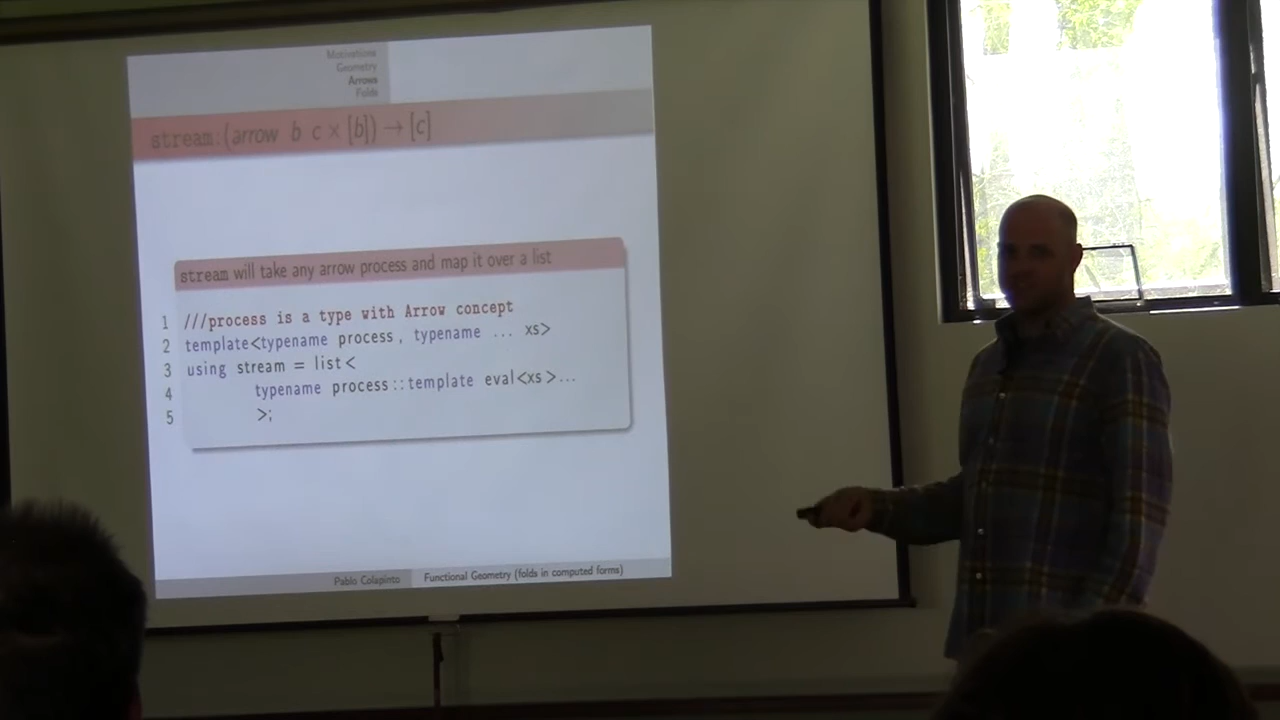 Motivations
Geometry
Arrows
Folds
stream:(arrow b c × [b]) → [c]
stream will take any arrow process and map it over a list
1 ///process is a type with Arrow concept
2 template<typename process, typename ... xs>
3 using stream = list<
4 typename process::template eval<xs>...
5 >;
Pablo Colapinto Functional Geometry (folds in computed forms)